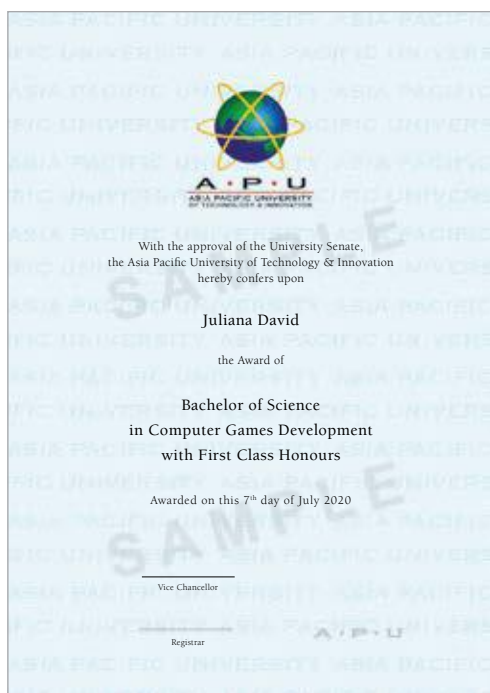 A • P • U
ASIA PACIFIC UNIVERSITY
OF TECHNOLOGY & INNOVATION
With the approval of the University Senate,
the Asia Pacific University of Technology & Innovation
hereby confers upon
Juliana David
the Award of
Bachelor of Science
in Computer Games Development
with First Class Honours
Awarded on this 7th day of July 2020
SAMPLE
SAMPLE
Vice Chancellor
Registrar
A • P • U